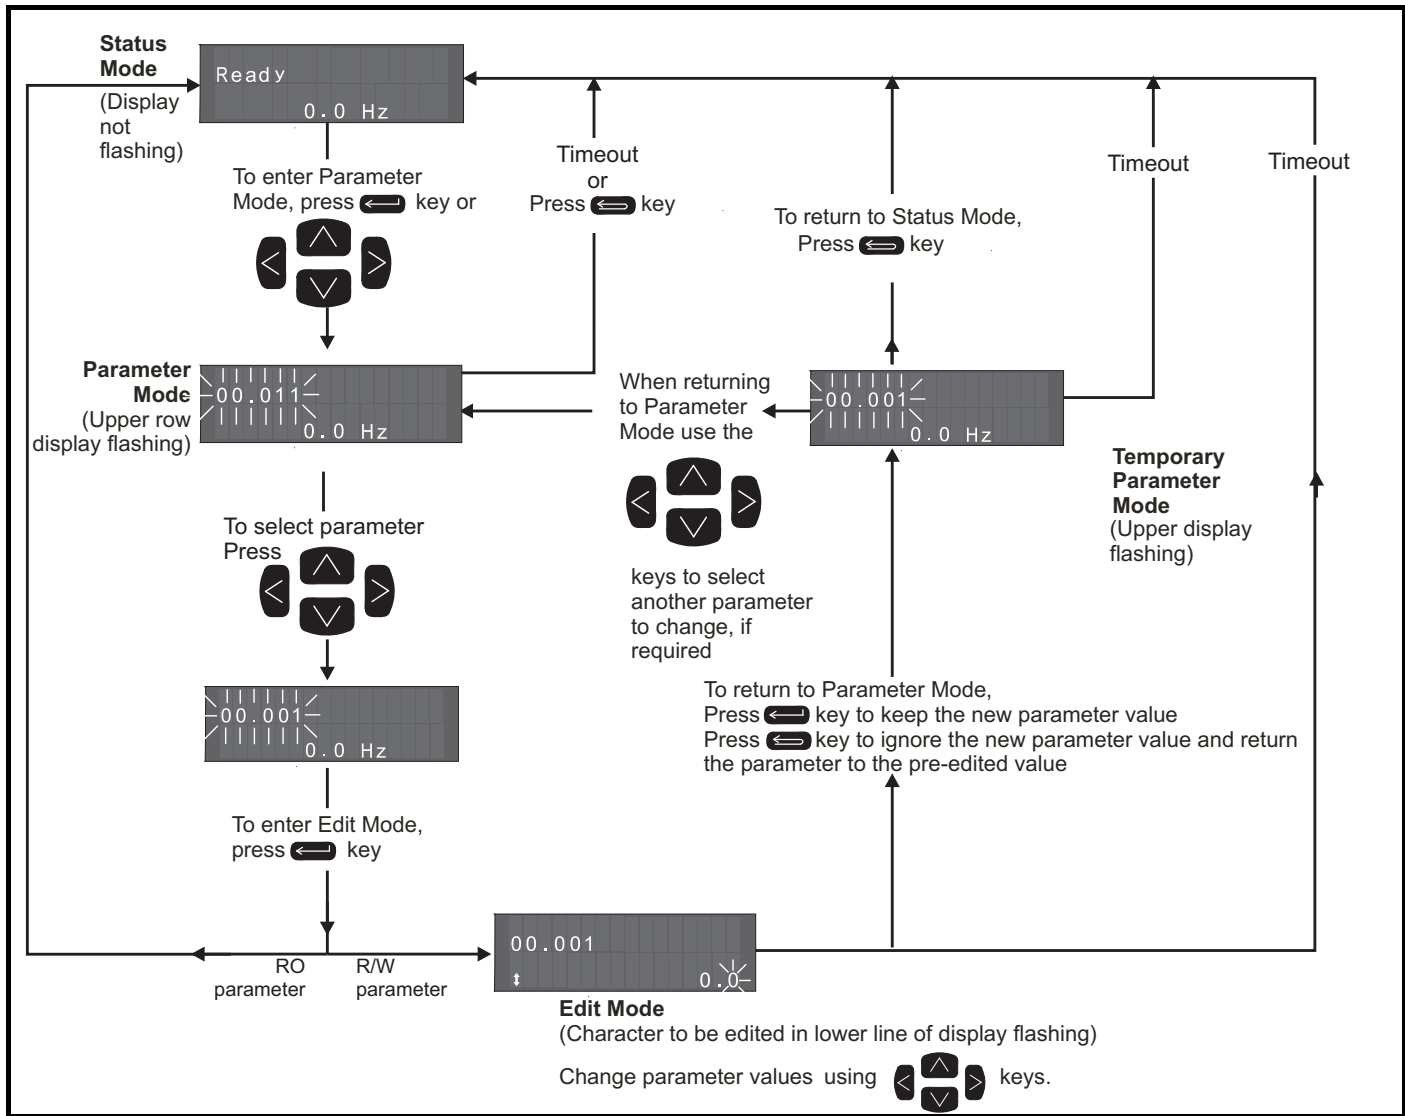 Status
Mode
(Display
not
flashing)
Ready
0.0 Hz
To enter Parameter
Mode, press key or
Timeout
or
Press key
To return to Status Mode,
Press key
Timeout
Timeout
Parameter
Mode
(Upper row
display flashing)
00.011
0.0 Hz
When returning
to Parameter
Mode use the
keys to select
another parameter
to change, if
required
00.001
0.0 Hz
Temporary
Parameter
Mode
(Upper display
flashing)
To select parameter
Press
00.001
0.0 Hz
To return to Parameter Mode,
Press key to keep the new parameter value
Press key to ignore the new parameter value and return
the parameter to the pre-edited value
To enter Edit Mode,
press key
RO
parameter
R/W
parameter
00.001
0.0
Edit Mode
(Character to be edited in lower line of display flashing)
Change parameter values using keys.